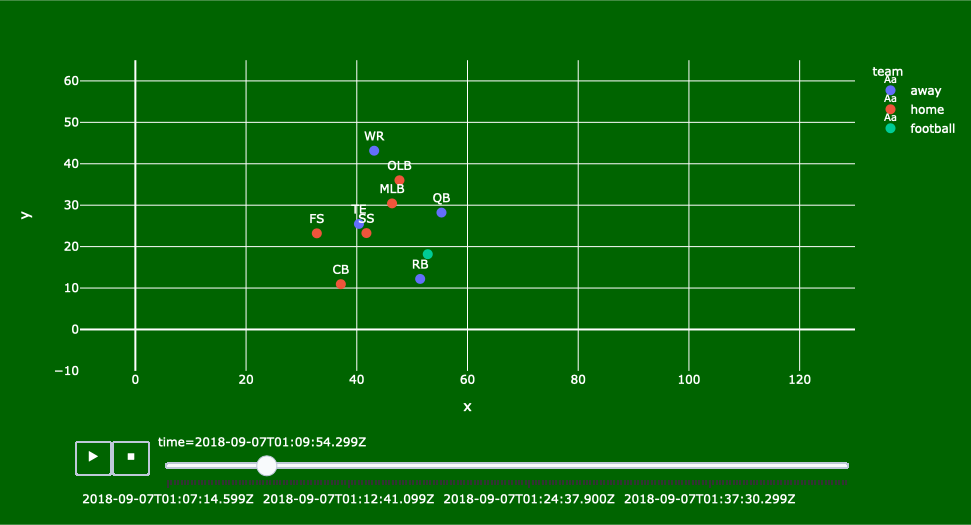 team
Aa
away
Aa
home
Aa
football
60
50
40
30
20
10
0
−10
y
WR
OLB
MLB
QB
TE
SS
FS
RB
CB
0 20 40 60 80 100 120
x
time=2018-09-07T01:09:54.299Z
2018-09-07T01:07:14.599Z 2018-09-07T01:12:41.099Z 2018-09-07T01:24:37.900Z 2018-09-07T01:37:30.299Z